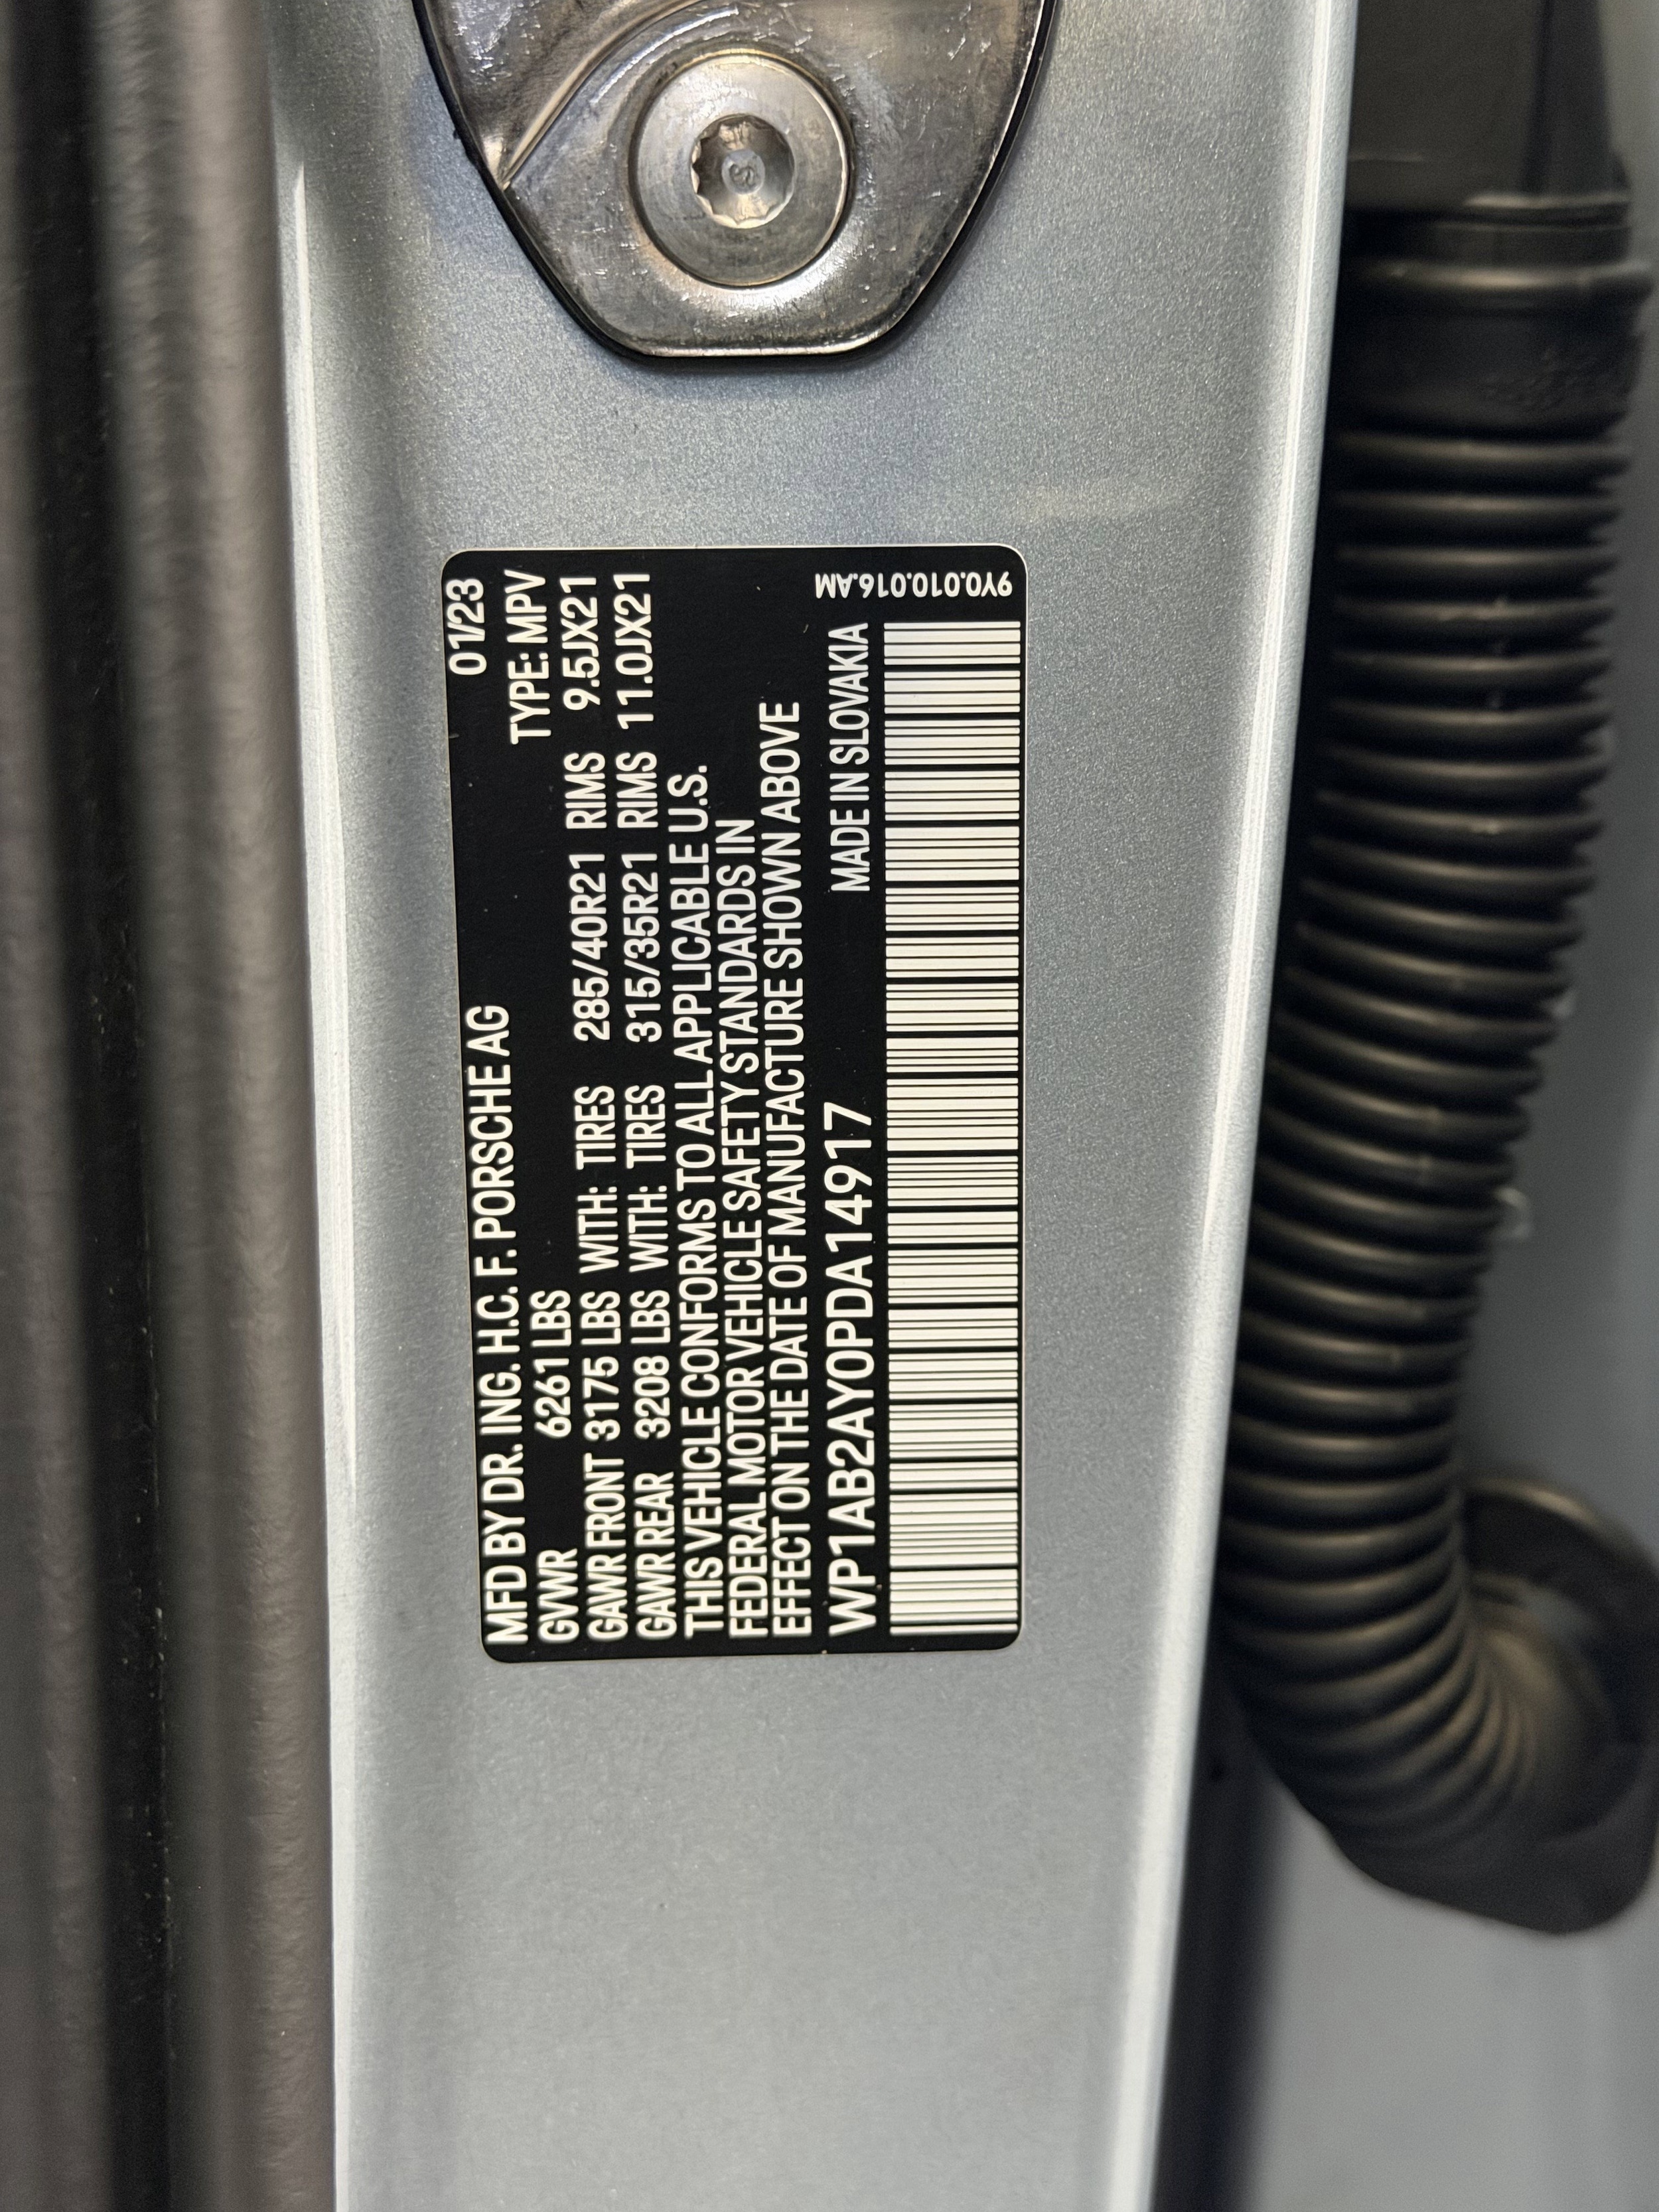 MFD BY DR. ING. H.C. F. PORSCHE AG 01/23
GVWR 6261 LBS TYPE: MPV
GAWR FRONT 3175 LBS WITH: TIRES 285/40R21 RIMS 9.5JX21
GAWR REAR 3208 LBS WITH: TIRES 315/35R21 RIMS 11.0JX21
THIS VEHICLE CONFORMS TO ALL APPLICABLE U.S.
FEDERAL MOTOR VEHICLE SAFETY STANDARDS IN
EFFECT ON THE DATE OF MANUFACTURE SHOWN ABOVE
WP1AB2AY0PDA14917 MADE IN SLOVAKIA
9Y0.010.016.AM